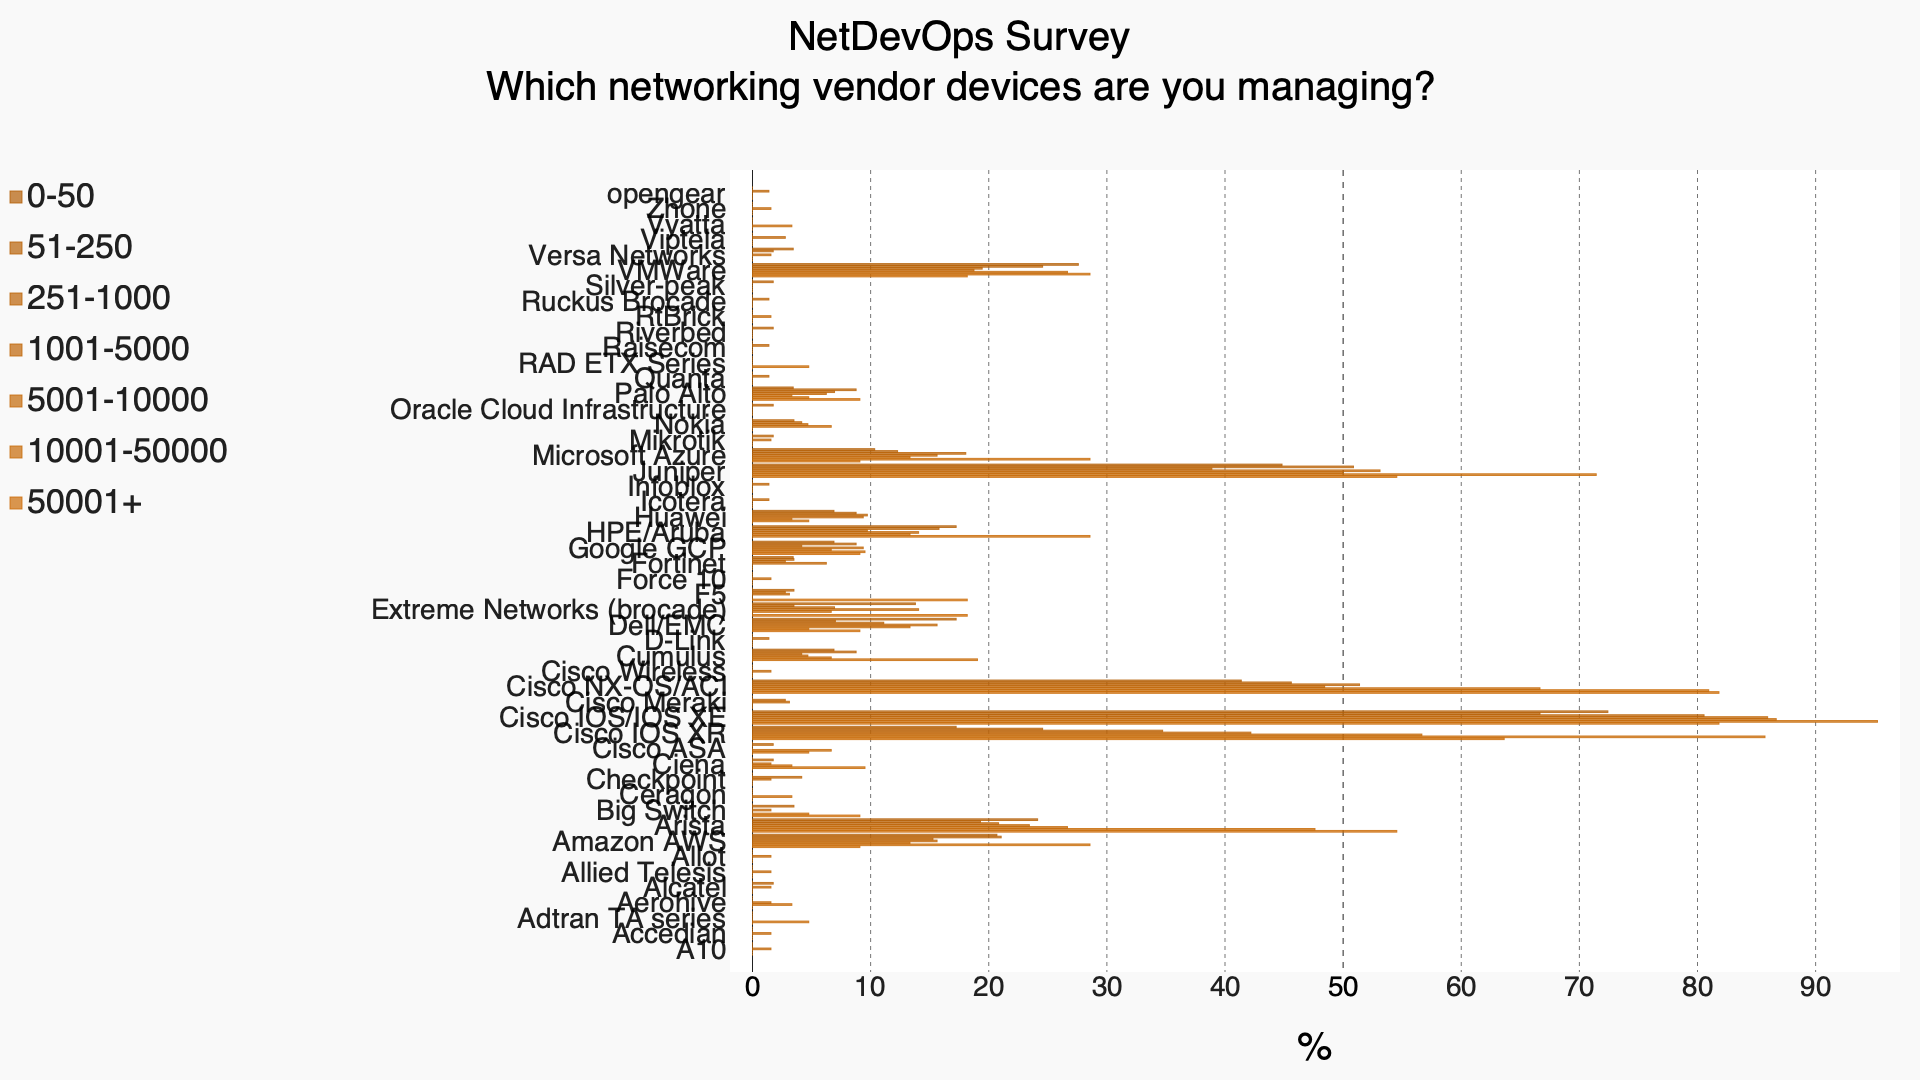 NetDevOps Survey
Which networking vendor devices are you managing?
0-50
51-250
251-1000
1001-5000
5001-10000
10001-50000
50001+
opengear
Zhone
Vyatta
Viptela
Versa Networks
VMWare
Silver-peak
Ruckus Brocade
RtBrick
Riverbed
Raisecom
RAD ETX Series
Quanta
Palo Alto
Oracle Cloud Infrastructure
Nokia
Mikrotik
Microsoft Azure
Juniper
Infoblox
Icotera
Huawei
HPE/Aruba
Google GCP
Fortinet
Force 10
F5
Extreme Networks (brocade)
Dell/EMC
D-Link
Cumulus
Cisco Wireless
Cisco NX-OS/ACI
Cisco Meraki
Cisco IOS/IOS XE
Cisco IOS XR
Cisco ASA
Ciena
Checkpoint
Ceragon
Big Switch
Arista
Amazon AWS
Allot
Allied Telesis
Alcatel
Aerohive
Adtran TA series
Accedian
A10
0 10 20 30 40 50 60 70 80 90
%